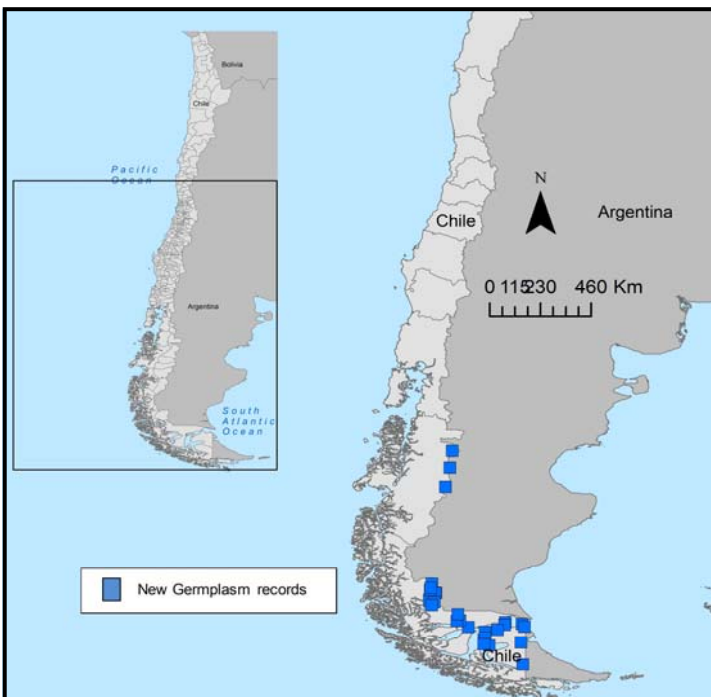 Bolivia
Chile
Pacific
Ocean
Argentina
South
Atlantic
Ocean
N
Chile
Argentina
0 115230 460 Km
New Germplasm records
Chile